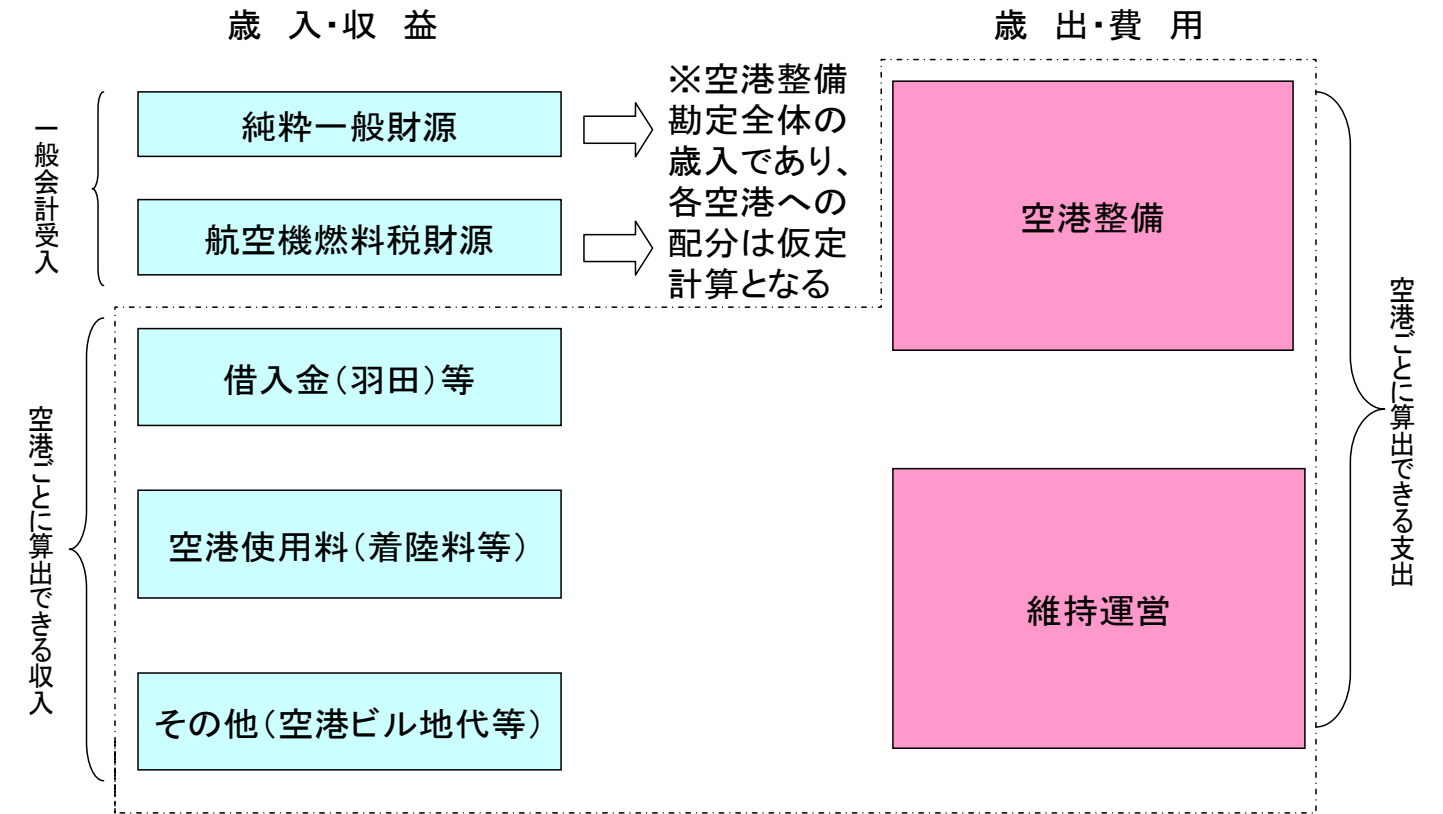 歳 入・収 益
歳 出・費 用
一般会計受入
純粋一般財源
航空機燃料税財源
※空港整備
勘定全体の
歳入であり、
各空港への
配分は仮定
計算となる
空港整備
空港ごとに算出できる収入
借入金（羽田）等
空港使用料（着陸料等）
その他（空港ビル地代等）
維持運営
空港ごとに算出できる支出